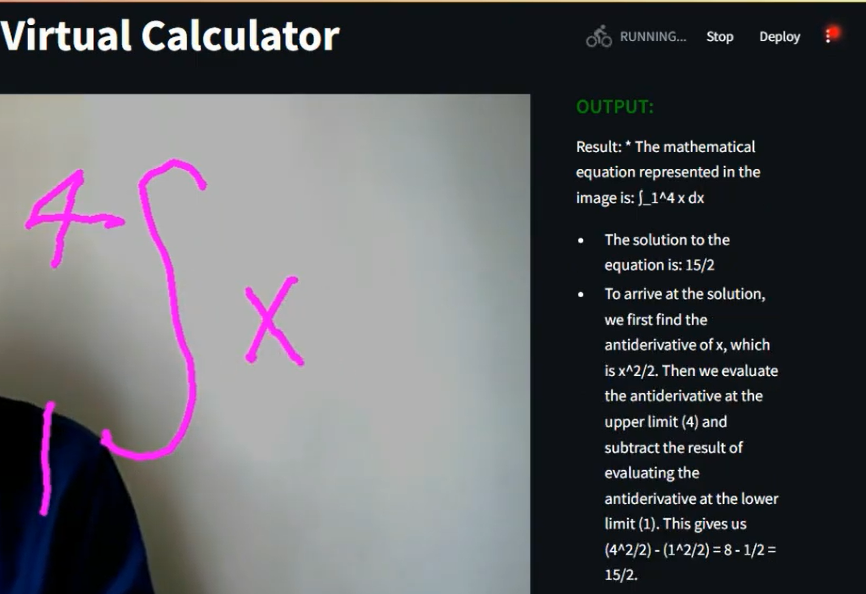 Virtual Calculator
RUNNING...
Stop
Deploy
4
∫
x
1
OUTPUT:
Result: * The mathematical
equation represented in the
image is: ∫_1^4 x dx
• The solution to the
equation is: 15/2
• To arrive at the solution,
we first find the
antiderivative of x, which
is x^2/2. Then we evaluate
the antiderivative at the
upper limit (4) and
subtract the result of
evaluating the
antiderivative at the lower
limit (1). This gives us
(4^2/2) - (1^2/2) = 8 - 1/2 =
15/2.